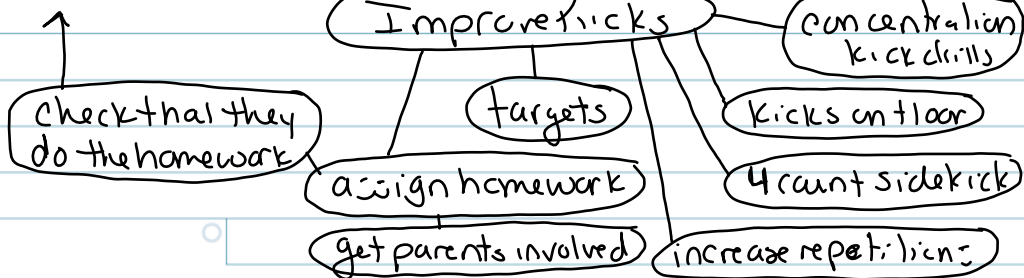 Improve kicks
concentration
kick drills
check that they
do the homework
targets
kicks on floor
assign homework
4 count sidekick
get parents involved
increase repetitions